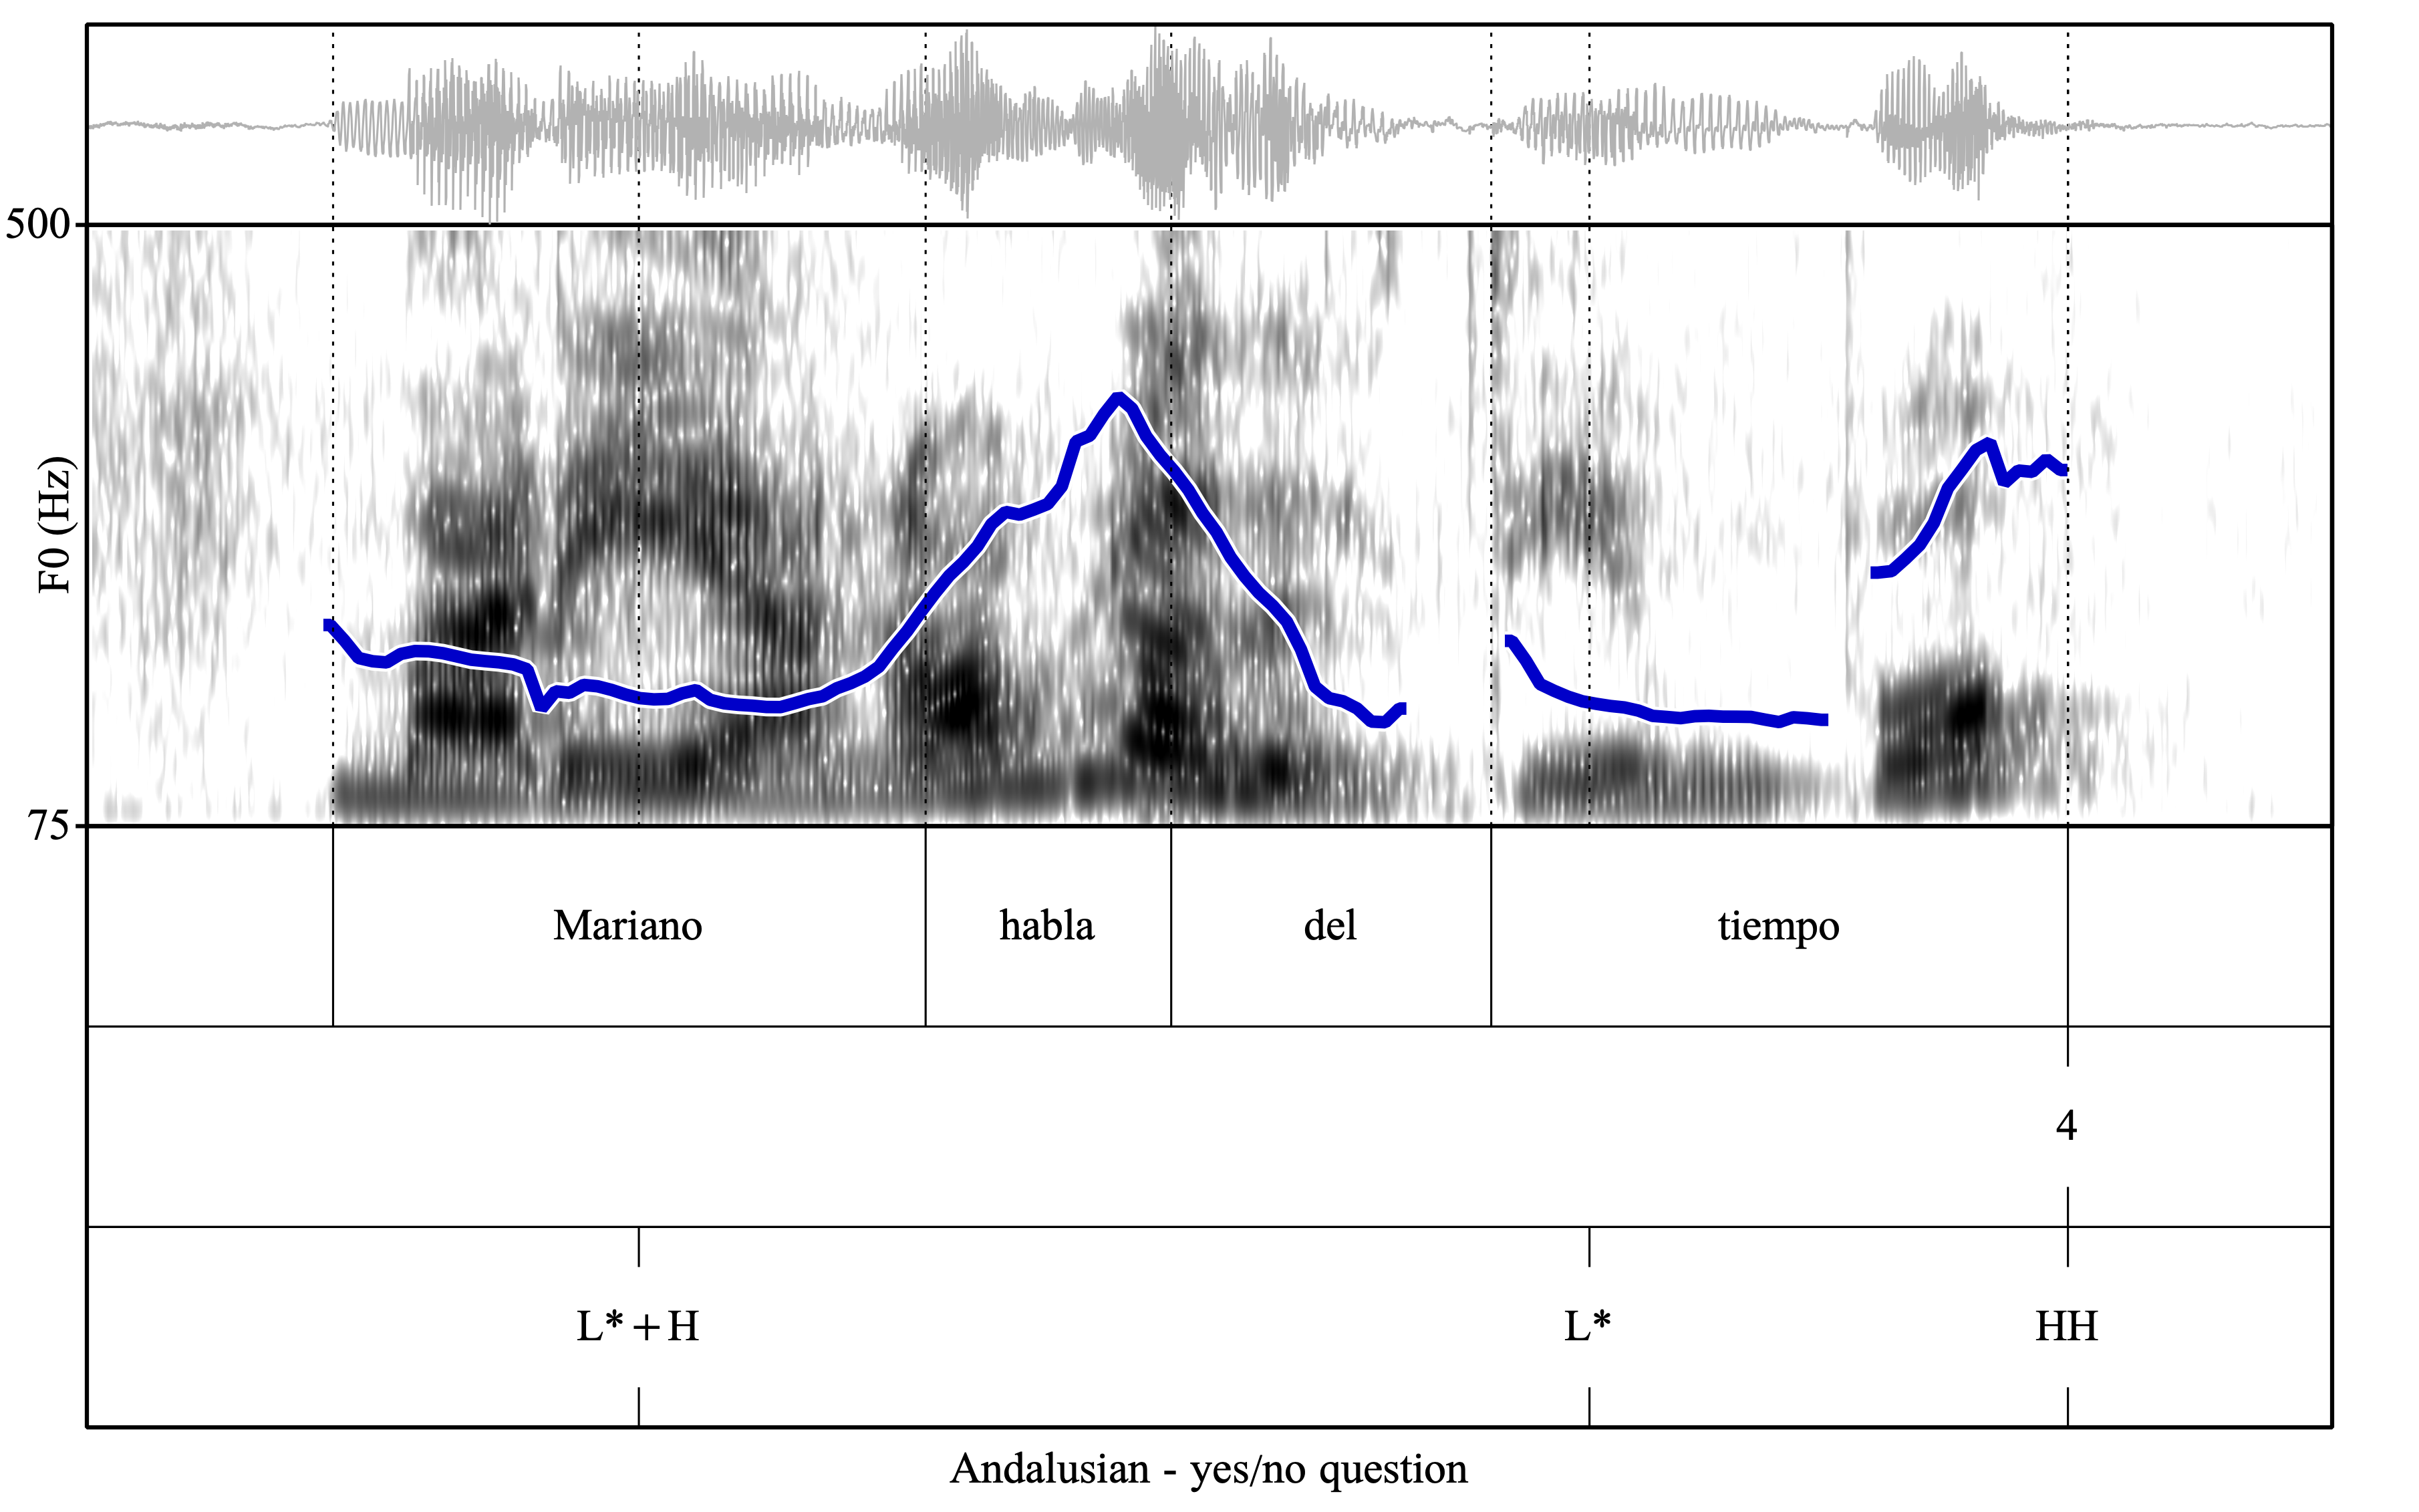 500
F0 (Hz)
75
Mariano habla del tiempo
4
L*+H L* HH
Andalusian - yes/no question